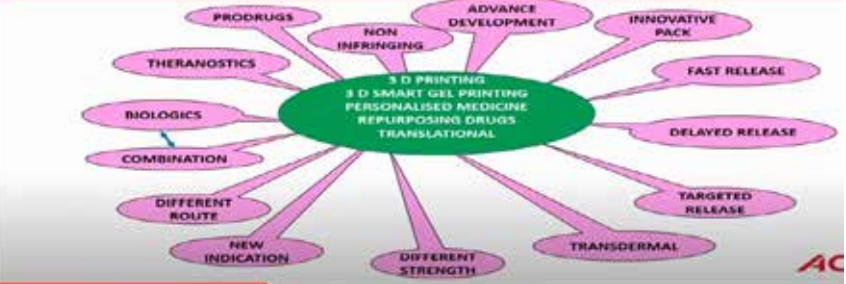 PRODRUGS
NON
INFRINGING
ADVANCE
DEVELOPMENT
INNOVATIVE
PACK
THERANOSTICS
FAST RELEASE
3 D PRINTING
3 D SMART GEL PRINTING
PERSONALISED MEDICINE
REPURPOSING DRUGS
TRANSLATIONAL
BIOLOGICS
DELAYED RELEASE
COMBINATION
DIFFERENT
ROUTE
TARGETED
RELEASE
NEW
INDICATION
DIFFERENT
STRENGTH
TRANSDERMAL
AC